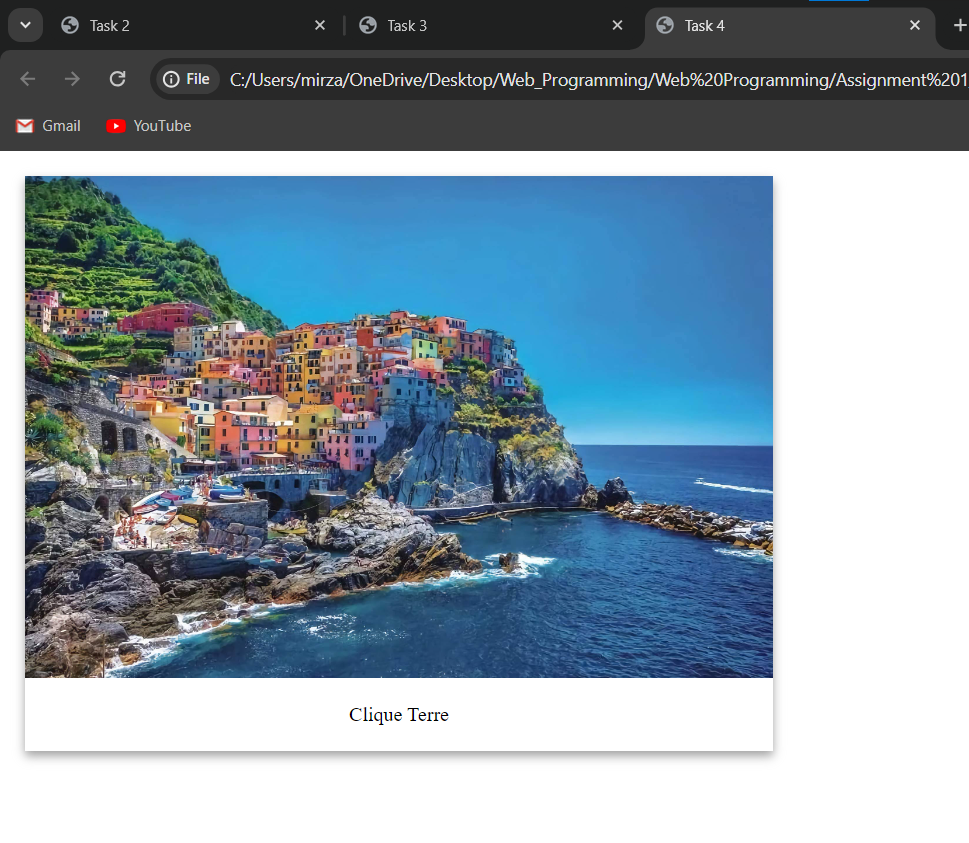 Task 2
Task 3
Task 4
File
C:/Users/mirza/OneDrive/Desktop/Web_Programming/Web%20Programming/Assignment%201
Gmail
YouTube
Clique Terre